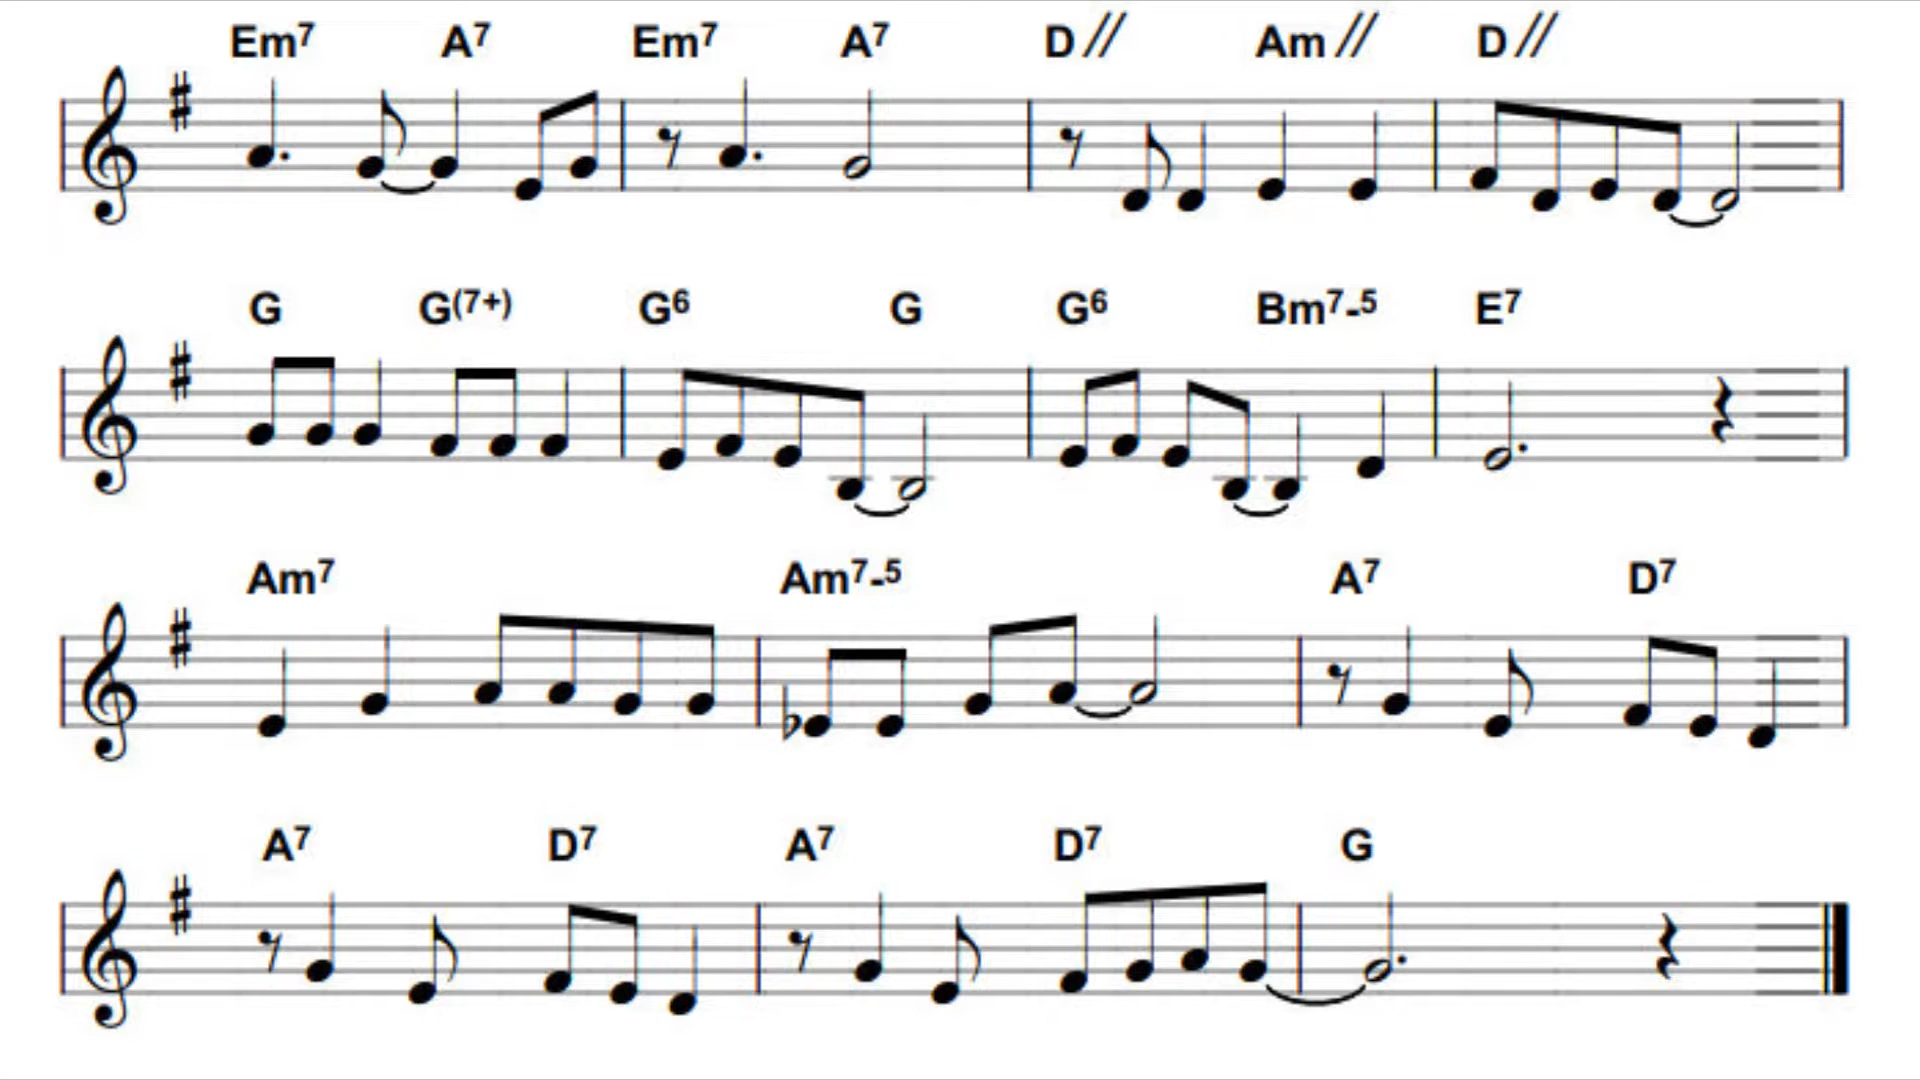 Em7 A7 Em7 A7 D // Am // D //
G G(7+) G6 G G6 Bm7-5 E7
Am7 Am7-5 A7 D7
A7 D7 A7 D7 G